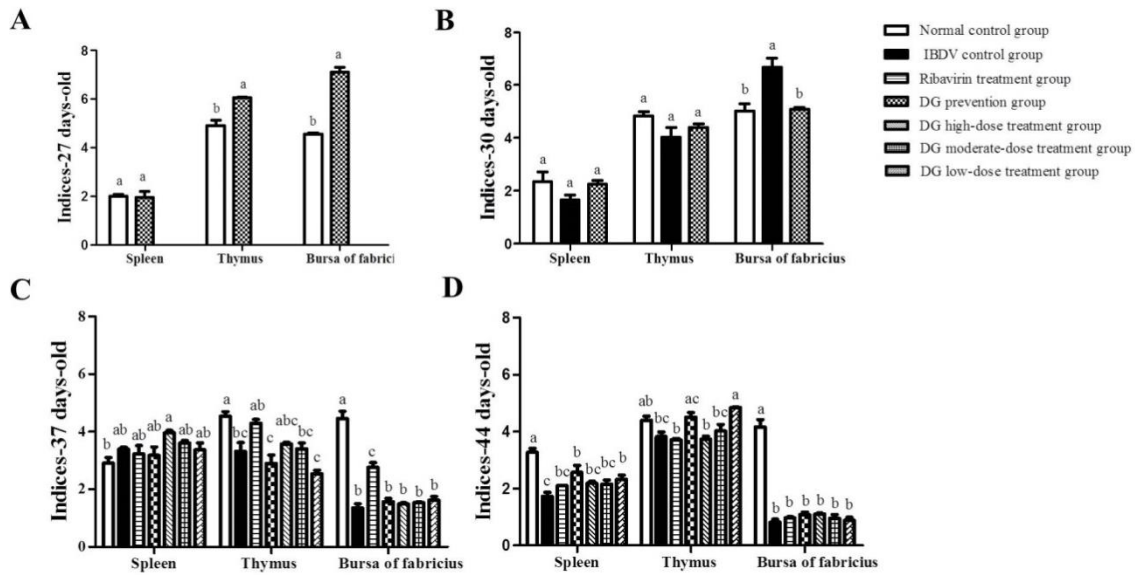 A
Indices-27 days-old
8
6
4
2
0
a
a
b
a
b
a
Spleen
Thymus
Bursa of fabrici
B
Indices-30 days-old
8
6
4
2
0
a
a
a
a
a
a
b
a
b
Spleen
Thymus
Bursa of fabricius
Normal control group
IBDV control group
Ribavirin treatment group
DG prevention group
DG high-dose treatment group
DG moderate-dose treatment group
DG low-dose treatment group
C
Indices-37 days-old
8
6
4
2
0
b
ab
ab
ab
a
ab
ab
a
bc
ab
c
abc
bc
c
a
b
c
b
b
b
b
Spleen
Thymus
Bursa of fabricius
D
Indices-44 days-old
8
6
4
2
0
a
c
bc
b
bc
bc
b
ab
bc
b
ac
b
bc
a
a
b
b
b
b
b
b
Spleen
Thymus
Bursa of fabricius